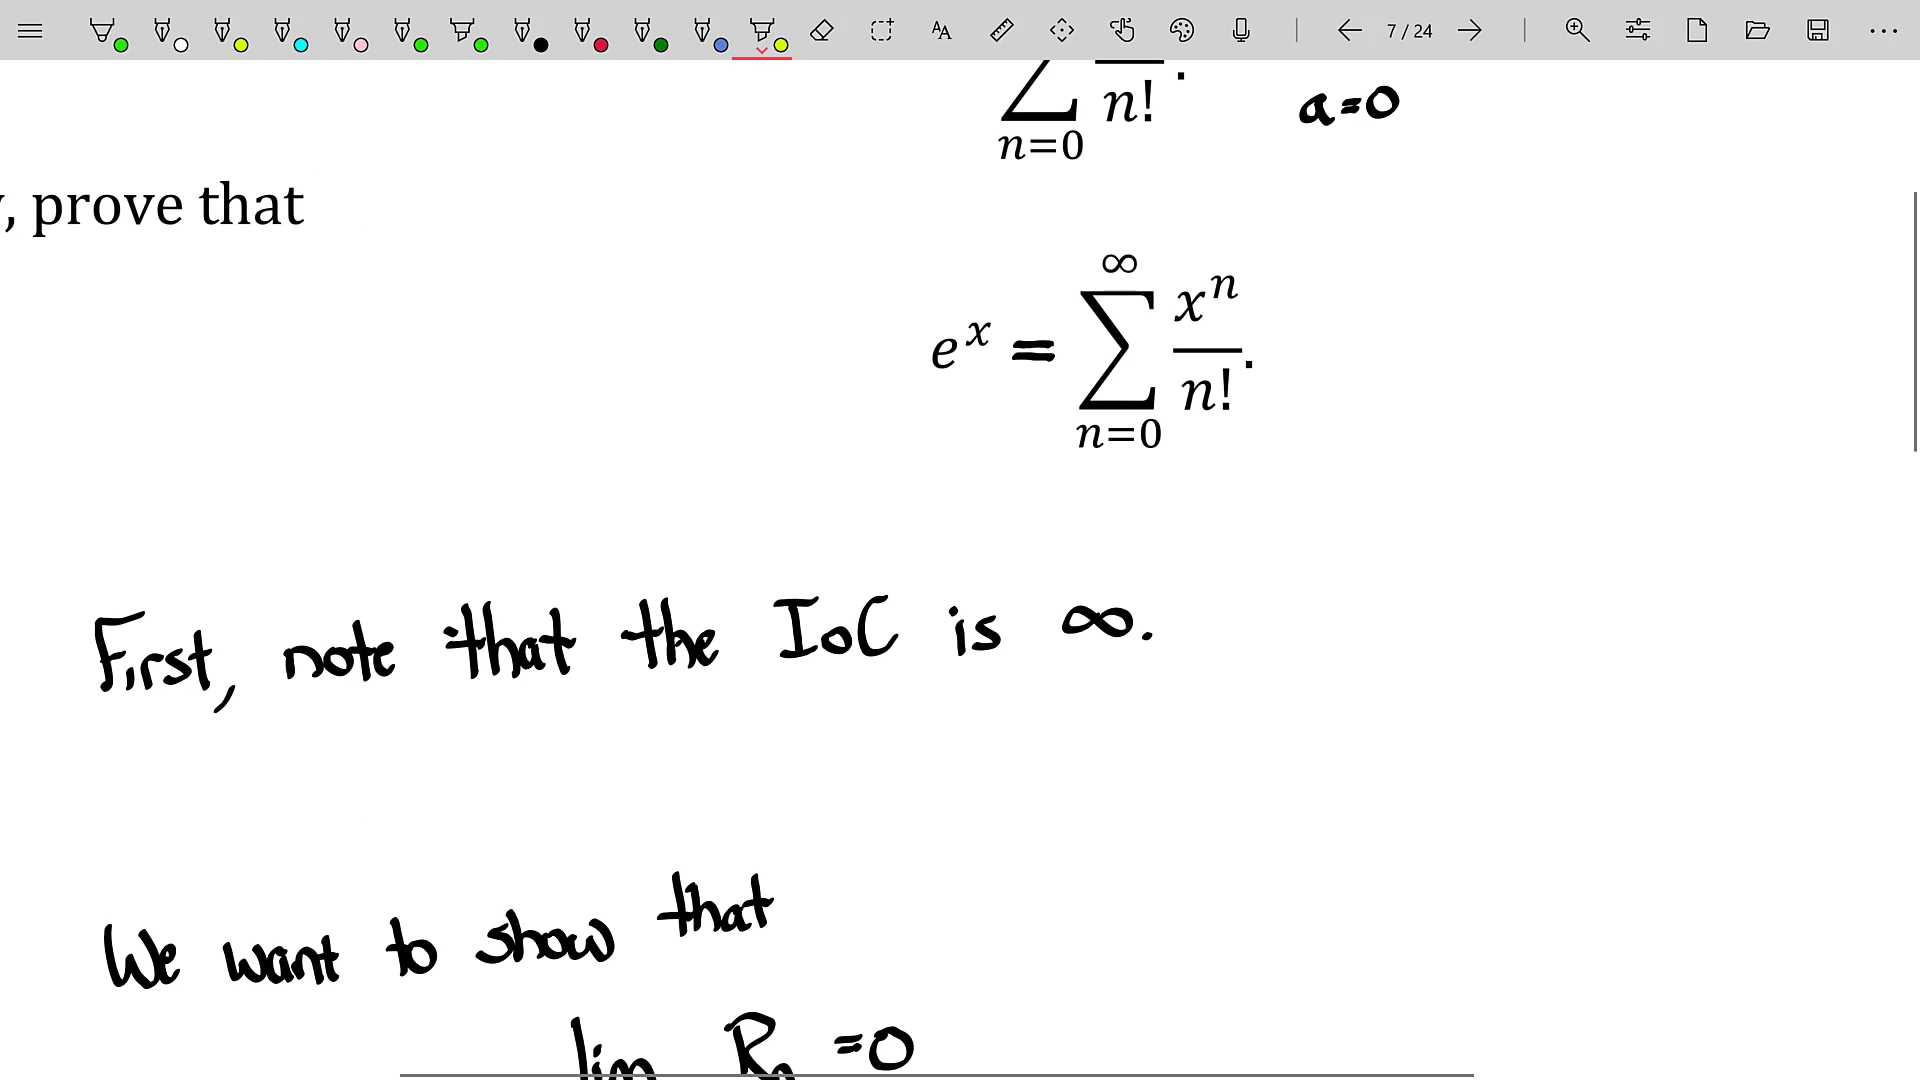 7 / 24
∑ n=0 n! .
a=0
, prove that
e^x = ∑_{n=0}^{∞} x^n / n! .
First, note that the IoC is ∞.
We want to show that
lim Rn =0